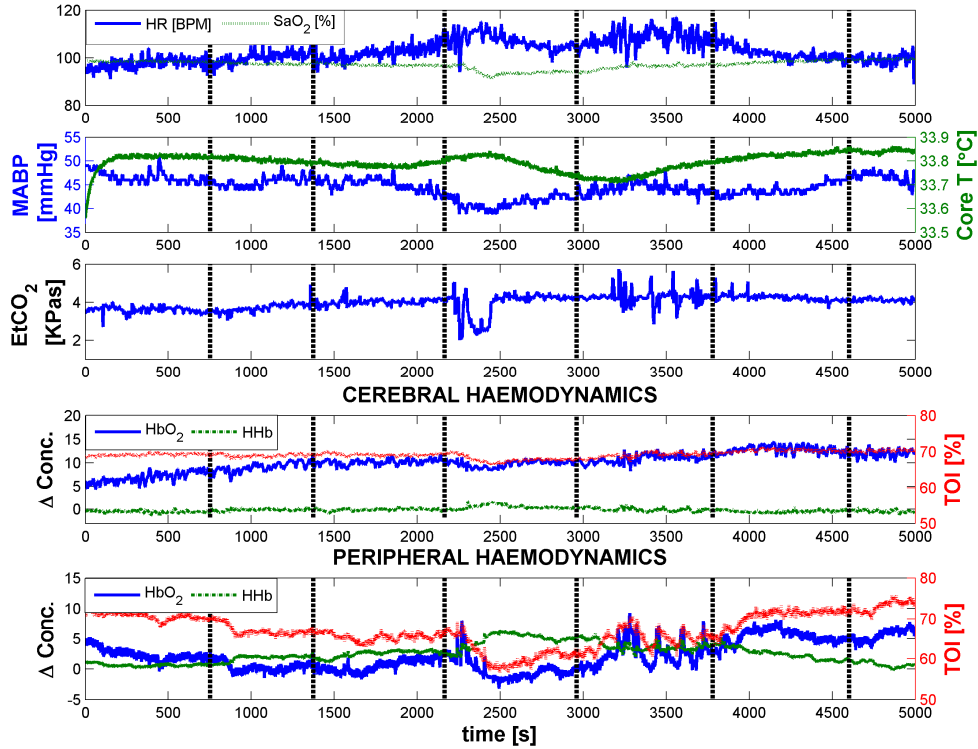 HR [BPM] SaO2 [%]
120
100
80
0 500 1000 1500 2000 2500 3000 3500 4000 4500 5000
MABP [mmHg]
55
50
45
40
35
33.9
33.8
33.7
33.6
33.5
Core T [°C]
0 500 1000 1500 2000 2500 3000 3500 4000 4500 5000
EtCO2 [KPas]
6
4
2
0 500 1000 1500 2000 2500 3000 3500 4000 4500 5000
CEREBRAL HAEMODYNAMICS
HbO2 HHb
Δ Conc.
20
15
10
5
0
80
70
60
50
TOI [%]
0 500 1000 1500 2000 2500 3000 3500 4000 4500 5000
PERIPHERAL HAEMODYNAMICS
HbO2 HHb
Δ Conc.
15
10
5
0
-5
80
70
60
50
TOI [%]
0 500 1000 1500 2000 2500 3000 3500 4000 4500 5000
time [s]